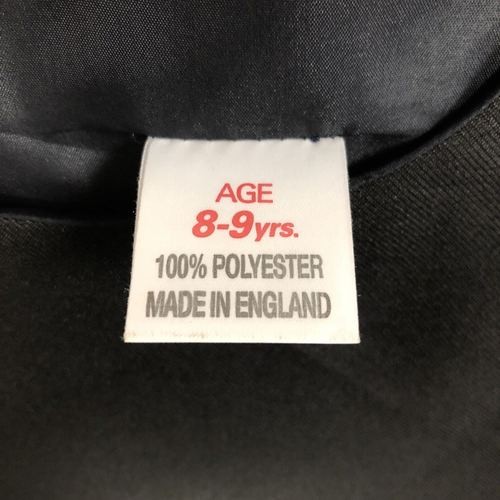 AGE
8-9yrs.
100% POLYESTER
MADE IN ENGLAND